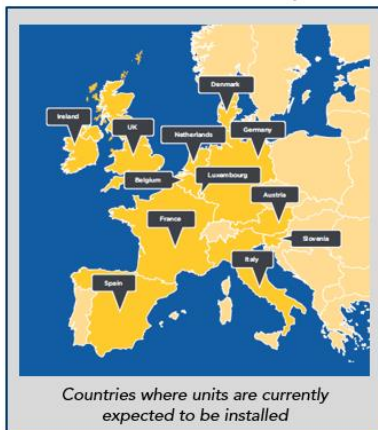 Denmark
Ireland
UK
Netherlands
Germany
Belgium
Luxembourg
Austria
France
Slovenia
Italy
Spain
Countries where units are currently
expected to be installed